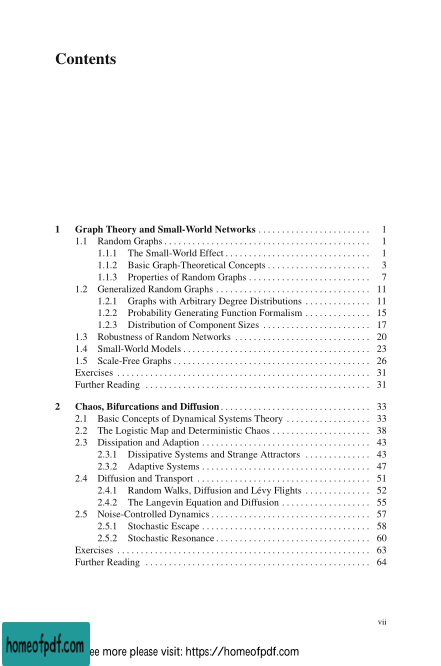 Contents
1 Graph Theory and Small-World Networks . . . . . . . . . . . . . . . . . . . . . . . . 1
1.1 Random Graphs . . . . . . . . . . . . . . . . . . . . . . . . . . . . . . . . . . . . . . . . . . . . 1
1.1.1 The Small-World Effect . . . . . . . . . . . . . . . . . . . . . . . . . . . . . . . 1
1.1.2 Basic Graph-Theoretical Concepts . . . . . . . . . . . . . . . . . . . . . . 3
1.1.3 Properties of Random Graphs . . . . . . . . . . . . . . . . . . . . . . . . . . 7
1.2 Generalized Random Graphs . . . . . . . . . . . . . . . . . . . . . . . . . . . . . . . . . 11
1.2.1 Graphs with Arbitrary Degree Distributions . . . . . . . . . . . . . . 11
1.2.2 Probability Generating Function Formalism . . . . . . . . . . . . . . 15
1.2.3 Distribution of Component Sizes . . . . . . . . . . . . . . . . . . . . . . . 17
1.3 Robustness of Random Networks . . . . . . . . . . . . . . . . . . . . . . . . . . . . . 20
1.4 Small-World Models . . . . . . . . . . . . . . . . . . . . . . . . . . . . . . . . . . . . . . . . 23
1.5 Scale-Free Graphs . . . . . . . . . . . . . . . . . . . . . . . . . . . . . . . . . . . . . . . . . . 26
Exercises . . . . . . . . . . . . . . . . . . . . . . . . . . . . . . . . . . . . . . . . . . . . . . . . . . . . . . 31
Further Reading . . . . . . . . . . . . . . . . . . . . . . . . . . . . . . . . . . . . . . . . . . . . . . . . 31
2 Chaos, Bifurcations and Diffusion . . . . . . . . . . . . . . . . . . . . . . . . . . . . . . . . 33
2.1 Basic Concepts of Dynamical Systems Theory . . . . . . . . . . . . . . . . . . 33
2.2 The Logistic Map and Deterministic Chaos . . . . . . . . . . . . . . . . . . . . . 38
2.3 Dissipation and Adaption . . . . . . . . . . . . . . . . . . . . . . . . . . . . . . . . . . . . 43
2.3.1 Dissipative Systems and Strange Attractors . . . . . . . . . . . . . . 43
2.3.2 Adaptive Systems . . . . . . . . . . . . . . . . . . . . . . . . . . . . . . . . . . . . 47
2.4 Diffusion and Transport . . . . . . . . . . . . . . . . . . . . . . . . . . . . . . . . . . . . . 51
2.4.1 Random Walks, Diffusion and Lévy Flights . . . . . . . . . . . . . . 52
2.4.2 The Langevin Equation and Diffusion . . . . . . . . . . . . . . . . . . . 55
2.5 Noise-Controlled Dynamics . . . . . . . . . . . . . . . . . . . . . . . . . . . . . . . . . . 57
2.5.1 Stochastic Escape . . . . . . . . . . . . . . . . . . . . . . . . . . . . . . . . . . . . 58
2.5.2 Stochastic Resonance . . . . . . . . . . . . . . . . . . . . . . . . . . . . . . . . . 60
Exercises . . . . . . . . . . . . . . . . . . . . . . . . . . . . . . . . . . . . . . . . . . . . . . . . . . . . . . 63
Further Reading . . . . . . . . . . . . . . . . . . . . . . . . . . . . . . . . . . . . . . . . . . . . . . . . 64
vii
homeofpdf.com ee more please visit: https://homeofpdf.com